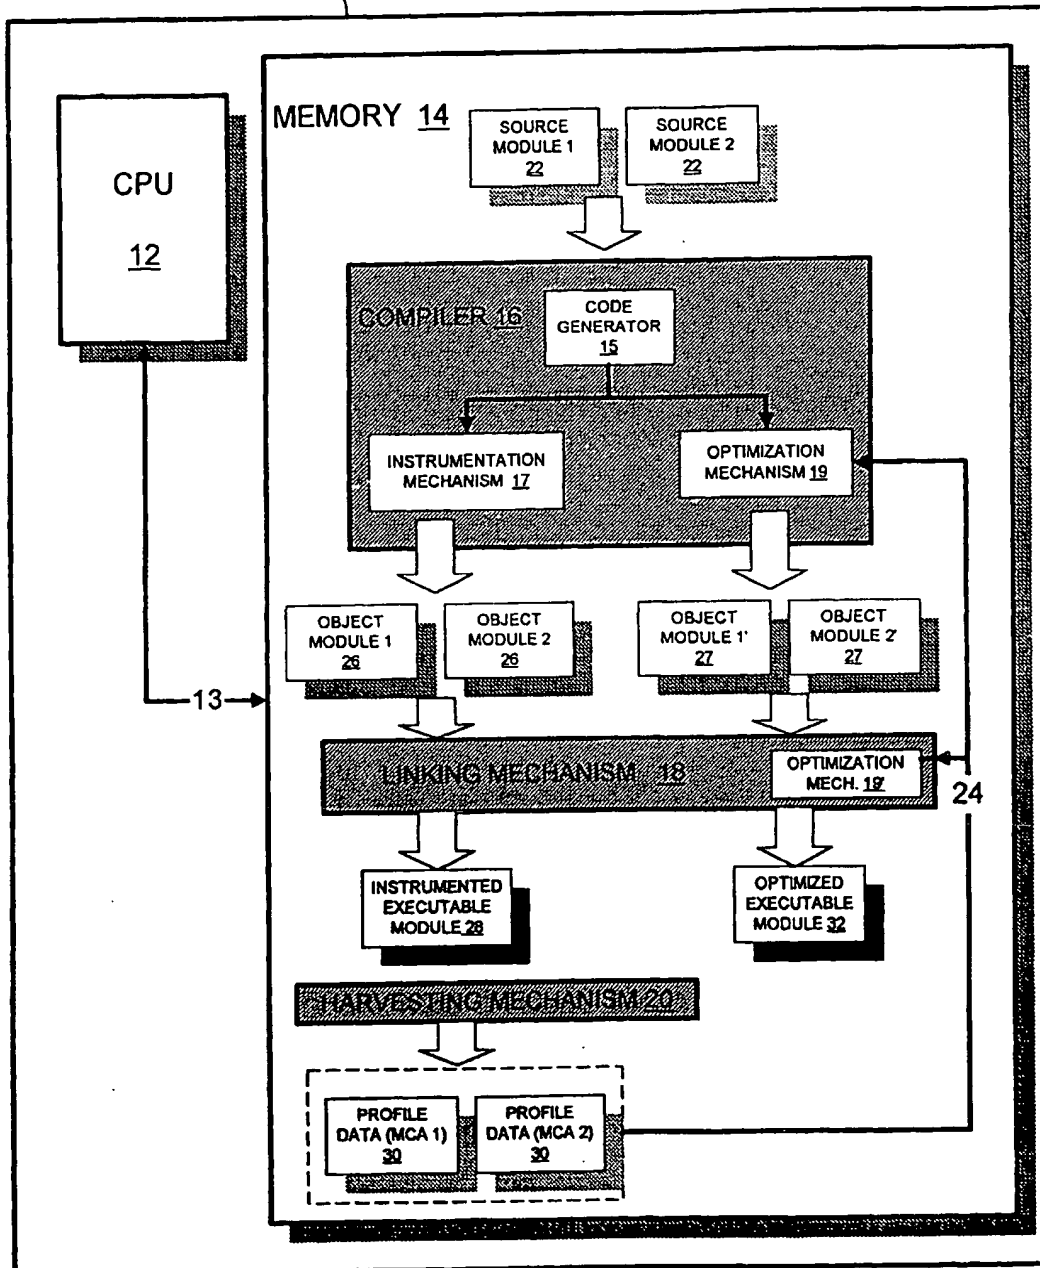 CPU
12
MEMORY 14
SOURCE
MODULE 1
22
SOURCE
MODULE 2
22
COMPILER 16
CODE
GENERATOR
15
INSTRUMENTATION
MECHANISM 17
OPTIMIZATION
MECHANISM 19
OBJECT
MODULE 1
26
OBJECT
MODULE 2
26
OBJECT
MODULE 1'
27
OBJECT
MODULE 2'
27
13
LINKING MECHANISM 18
OPTIMIZATION
MECH. 19'
24
INSTRUMENTED
EXECUTABLE
MODULE 28
OPTIMIZED
EXECUTABLE
MODULE 32
HARVESTING MECHANISM 20
PROFILE
DATA (MCA 1)
30
PROFILE
DATA (MCA 2)
30